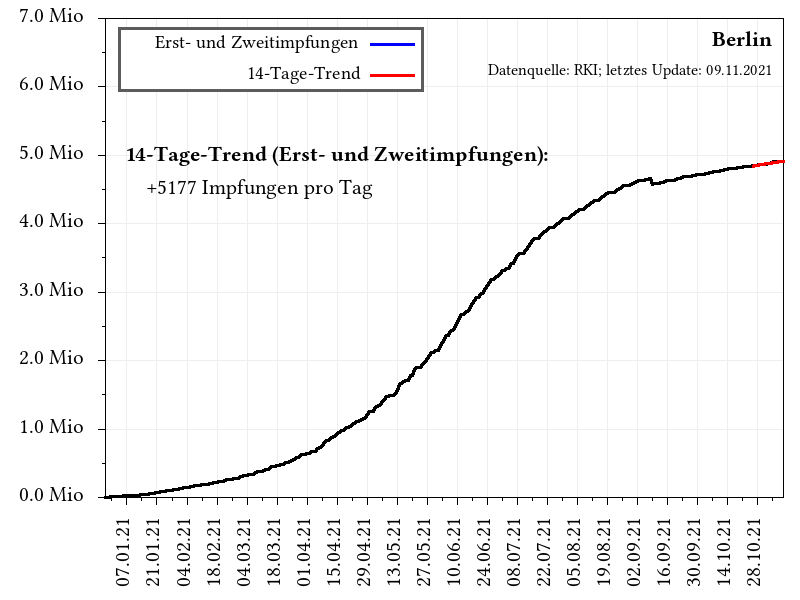 7.0 Mio
6.0 Mio
5.0 Mio
4.0 Mio
3.0 Mio
2.0 Mio
1.0 Mio
0.0 Mio
Erst- und Zweitimpfungen
14-Tage-Trend
Berlin
Datenquelle: RKI; letztes Update: 09.11.2021
14-Tage-Trend (Erst- und Zweitimpfungen):
+5177 Impfungen pro Tag
07.01.21
21.01.21
04.02.21
18.02.21
04.03.21
18.03.21
01.04.21
15.04.21
29.04.21
13.05.21
27.05.21
10.06.21
24.06.21
08.07.21
22.07.21
05.08.21
19.08.21
02.09.21
16.09.21
30.09.21
14.10.21
28.10.21